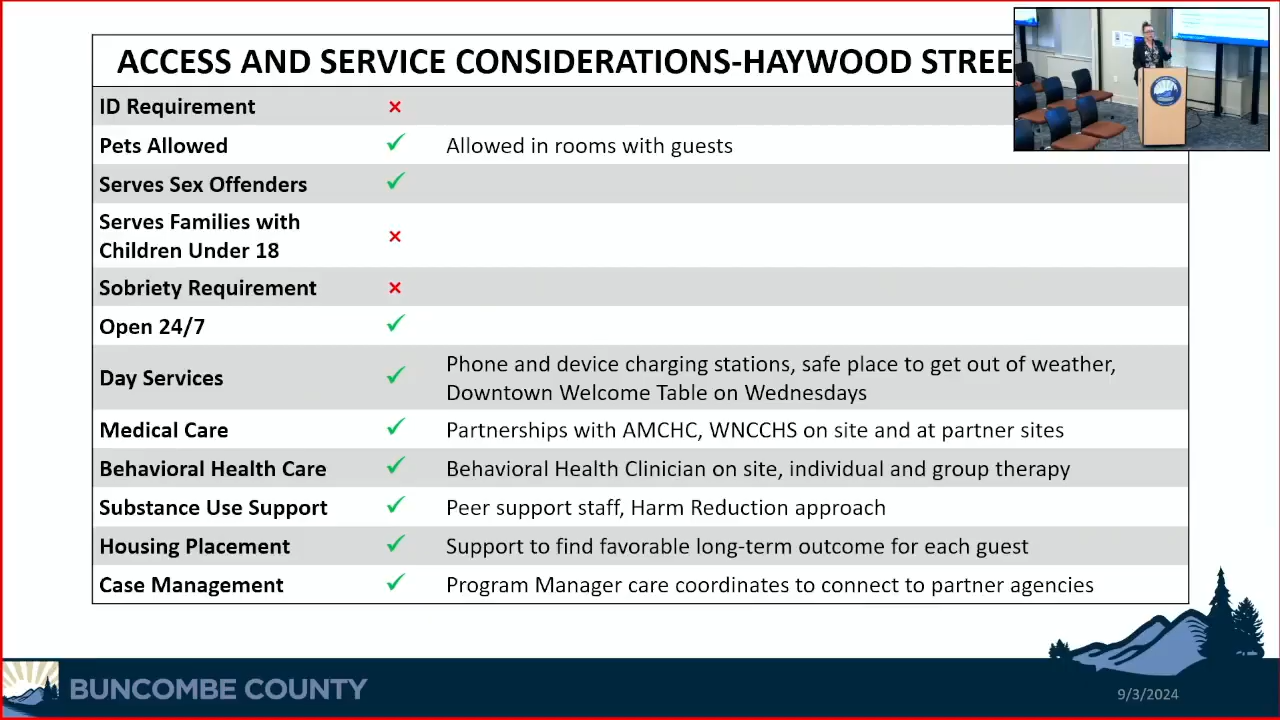 ACCESS AND SERVICE CONSIDERATIONS-HAYWOOD STREE
ID Requirement ×
Pets Allowed ✓ Allowed in rooms with guests
Serves Sex Offenders ✓
Serves Families with
Children Under 18 ×
Sobriety Requirement ×
Open 24/7 ✓
Day Services ✓ Phone and device charging stations, safe place to get out of weather,
Downtown Welcome Table on Wednesdays
Medical Care ✓ Partnerships with AMCHC, WNCCHS on site and at partner sites
Behavioral Health Care ✓ Behavioral Health Clinician on site, individual and group therapy
Substance Use Support ✓ Peer support staff, Harm Reduction approach
Housing Placement ✓ Support to find favorable long-term outcome for each guest
Case Management ✓ Program Manager care coordinates to connect to partner agencies
BUNCOMBE COUNTY
9/3/2024